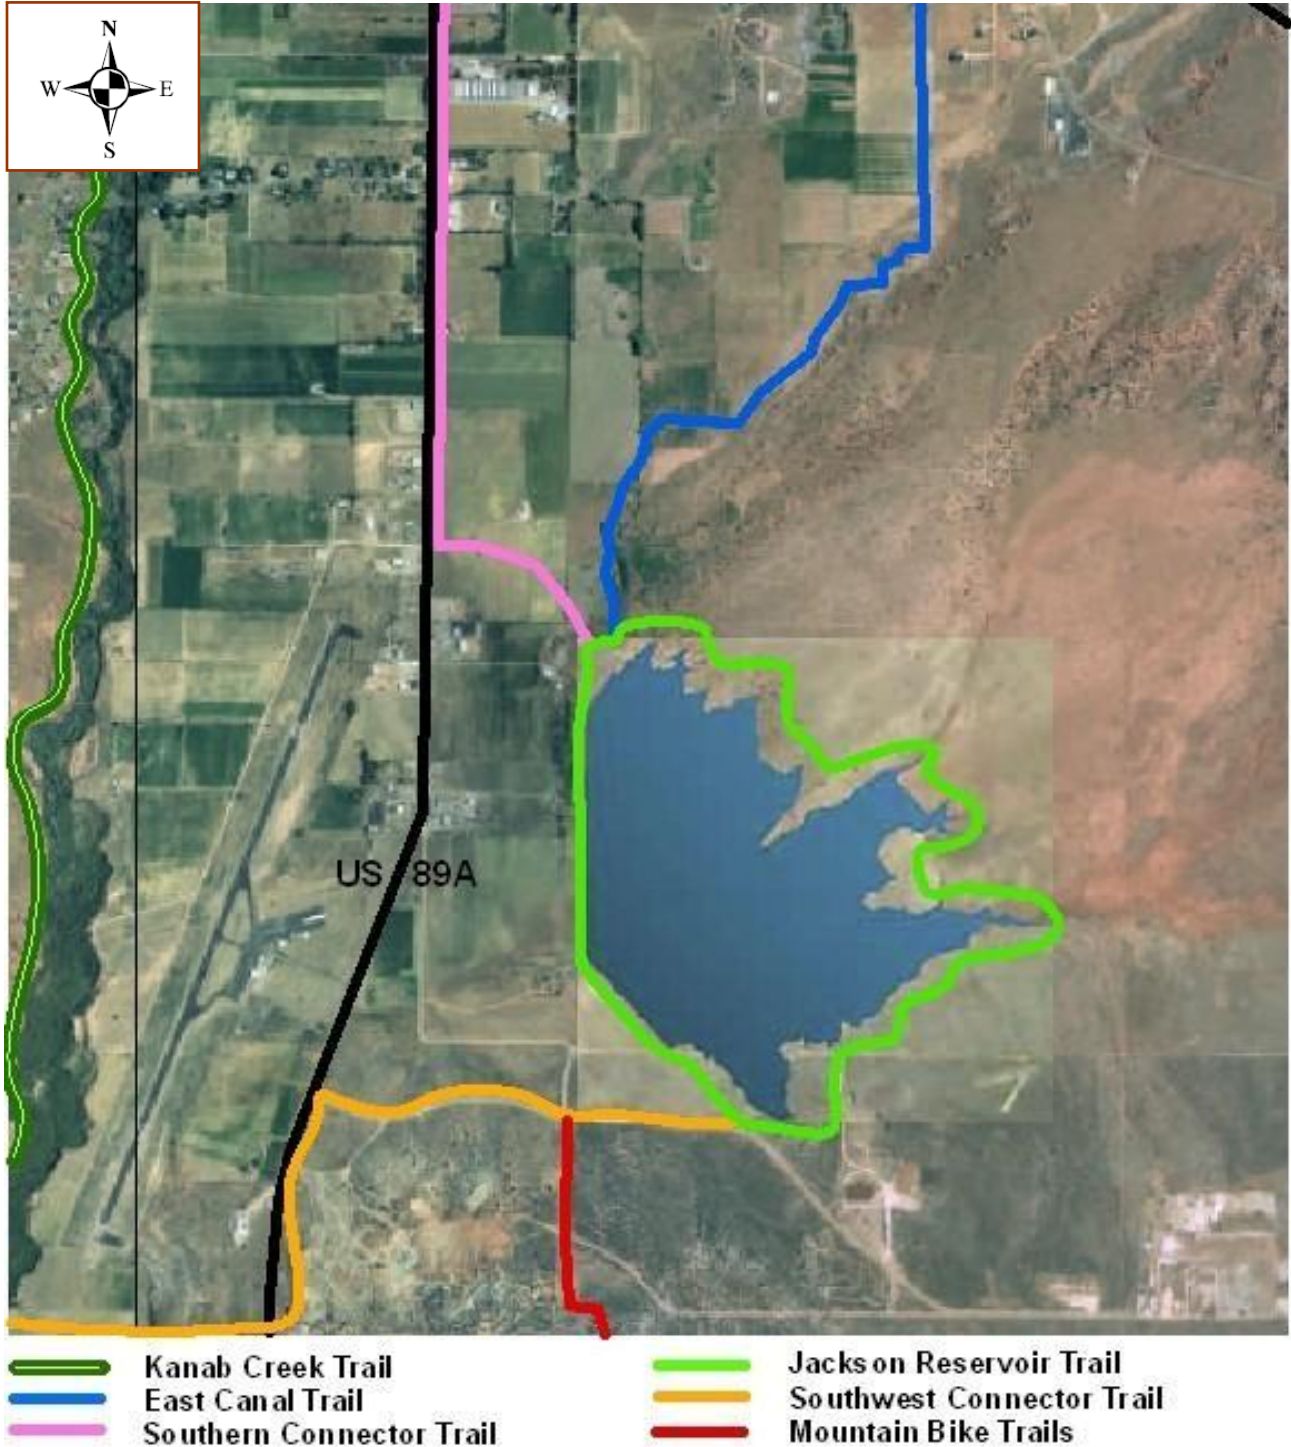 N
W E
S
US 89A
Kanab Creek Trail
East Canal Trail
Southern Connector Trail
Jackson Reservoir Trail
Southwest Connector Trail
Mountain Bike Trails